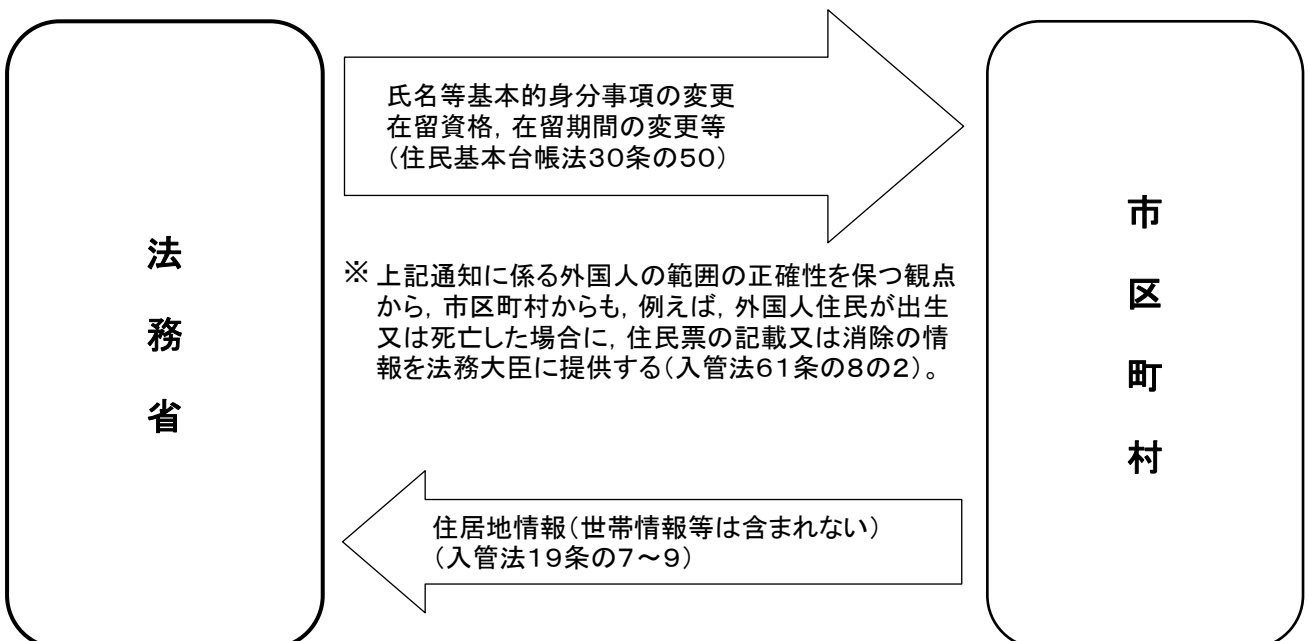 法務省
氏名等基本的身分事項の変更
在留資格，在留期間の変更等
（住民基本台帳法３０条の５０）
※ 上記通知に係る外国人の範囲の正確性を保つ観点
から，市区町村からも，例えば，外国人住民が出生
又は死亡した場合に，住民票の記載又は消除の情
報を法務大臣に提供する（入管法６１条の８の２）。
住居地情報（世帯情報等は含まれない）
（入管法１９条の７～９）
市区町村